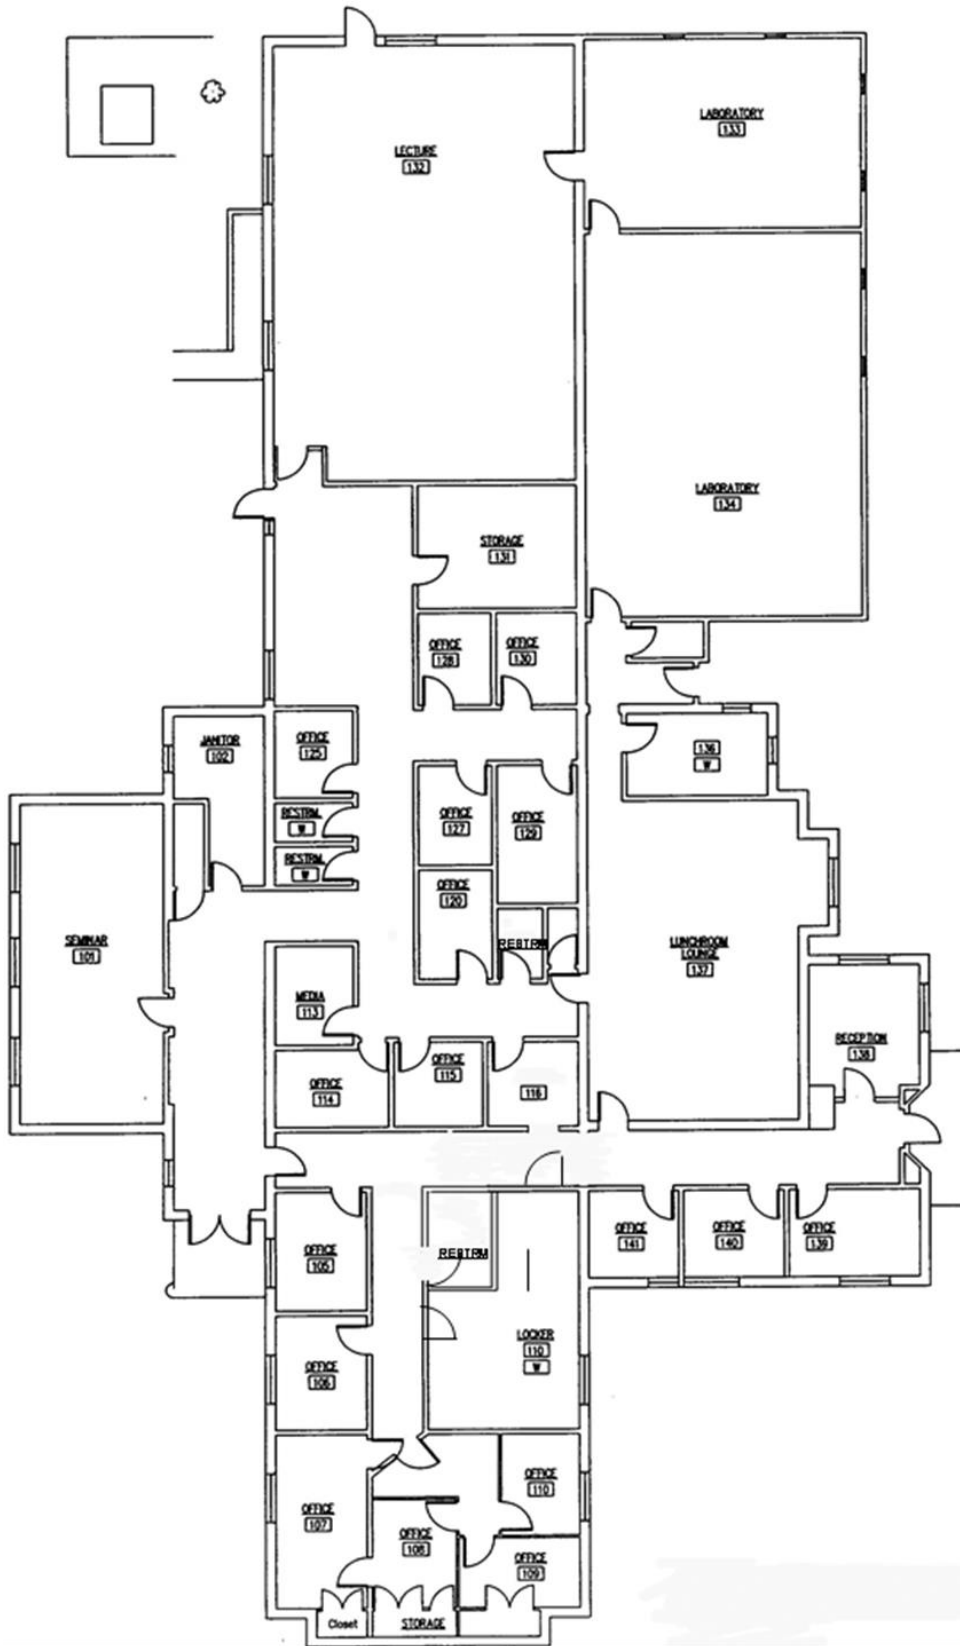 LABORATORY
133
LECTURE
132
LABORATORY
134
STORAGE
131
OFFICE
128
OFFICE
130
JANITOR
102
OFFICE
125
136
W
RESTRM.
W
RESTRM.
W
OFFICE
127
OFFICE
129
OFFICE
120
RESTRM
SEMINAR
101
LUNCHROOM
LOUNGE
137
MEDIA
113
RECEPTION
138
OFFICE
114
OFFICE
115
116
OFFICE
105
RESTRM
OFFICE
141
OFFICE
140
OFFICE
139
LOCKER
110
W
OFFICE
106
OFFICE
107
OFFICE
110
OFFICE
108
OFFICE
109
Closet
STORAGE